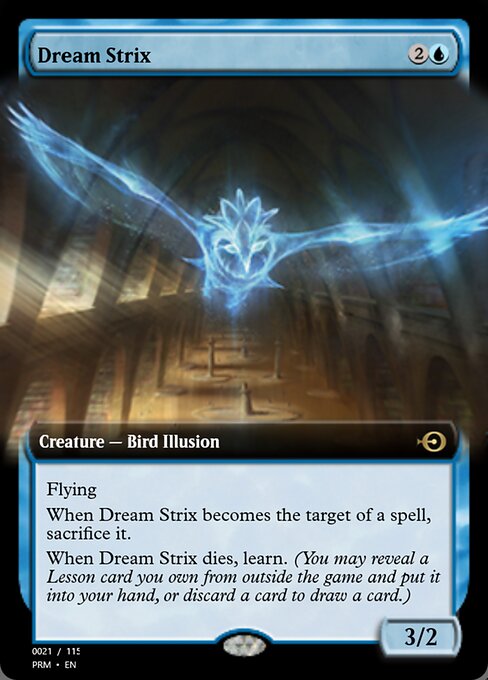 Dream Strix
2
Creature — Bird Illusion
Flying
When Dream Strix becomes the target of a spell,
sacrifice it.
When Dream Strix dies, learn. (You may reveal a
Lesson card you own from outside the game and put it
into your hand, or discard a card to draw a card.)
3/2
0021 / 115
PRM • EN